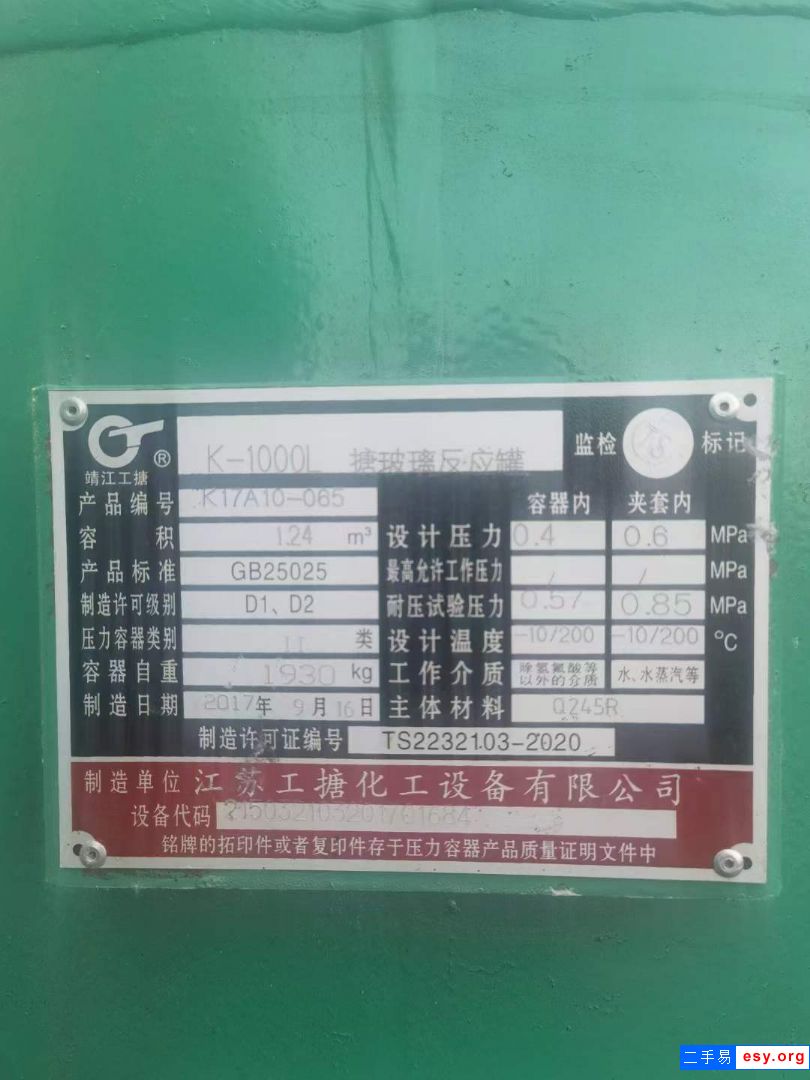 K-1000L 搪玻璃反应罐
监检 标记
® 靖江工搪
产品编号 K17A10-065
容器内 夹套内
容积 1.24 m³ 设计压力 0.4 0.6 MPa
产品标准 GB25025 最高允许工作压力 / / MPa
制造许可级别 D1、D2 耐压试验压力 0.57 0.85 MPa
压力容器类别 II 类 设计温度 -10/200 -10/200 ℃
容器自重 1930 kg 工作介质 除氢氟酸等以外的介质 水、水蒸汽等
制造日期 2017年 9月16日 主体材料 Q245R
制造许可证编号 TS2232103-2020
制造单位 江苏工搪化工设备有限公司
设备代码
铭牌的拓印件或者复印件存于压力容器产品质量证明文件中
二手易 esy.org